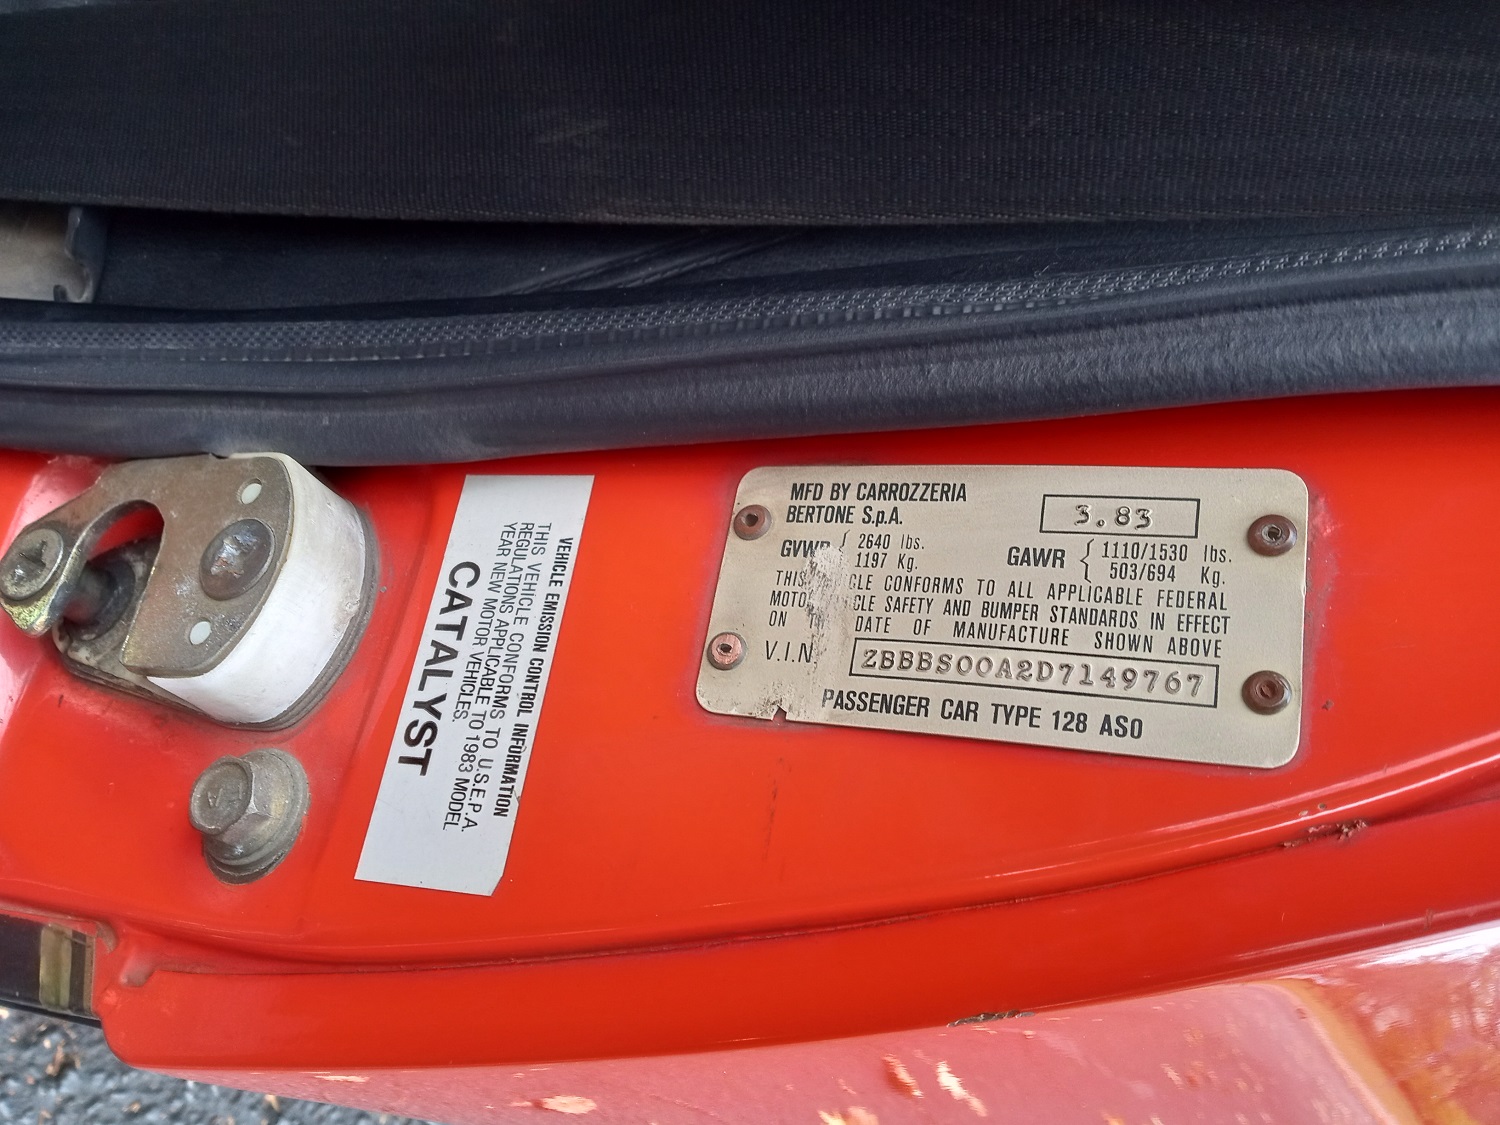 VEHICLE EMISSION CONTROL INFORMATION
THIS VEHICLE CONFORMS TO U.S.E.P.A.
REGULATIONS APPLICABLE TO 1983 MODEL
YEAR NEW MOTOR VEHICLES.
CATALYST
MFD BY CARROZZERIA
BERTONE S.p.A.
3.83
GVWR { 2640 lbs.
1197 Kg.
GAWR { 1110/1530 lbs.
503/694 Kg.
CONFORMS TO ALL APPLICABLE FEDERAL
SAFETY AND BUMPER STANDARDS IN EFFECT
ON DATE OF MANUFACTURE SHOWN ABOVE
V.I.N. ZBBBS00A2D7149767
PASSENGER CAR TYPE 128 ASO